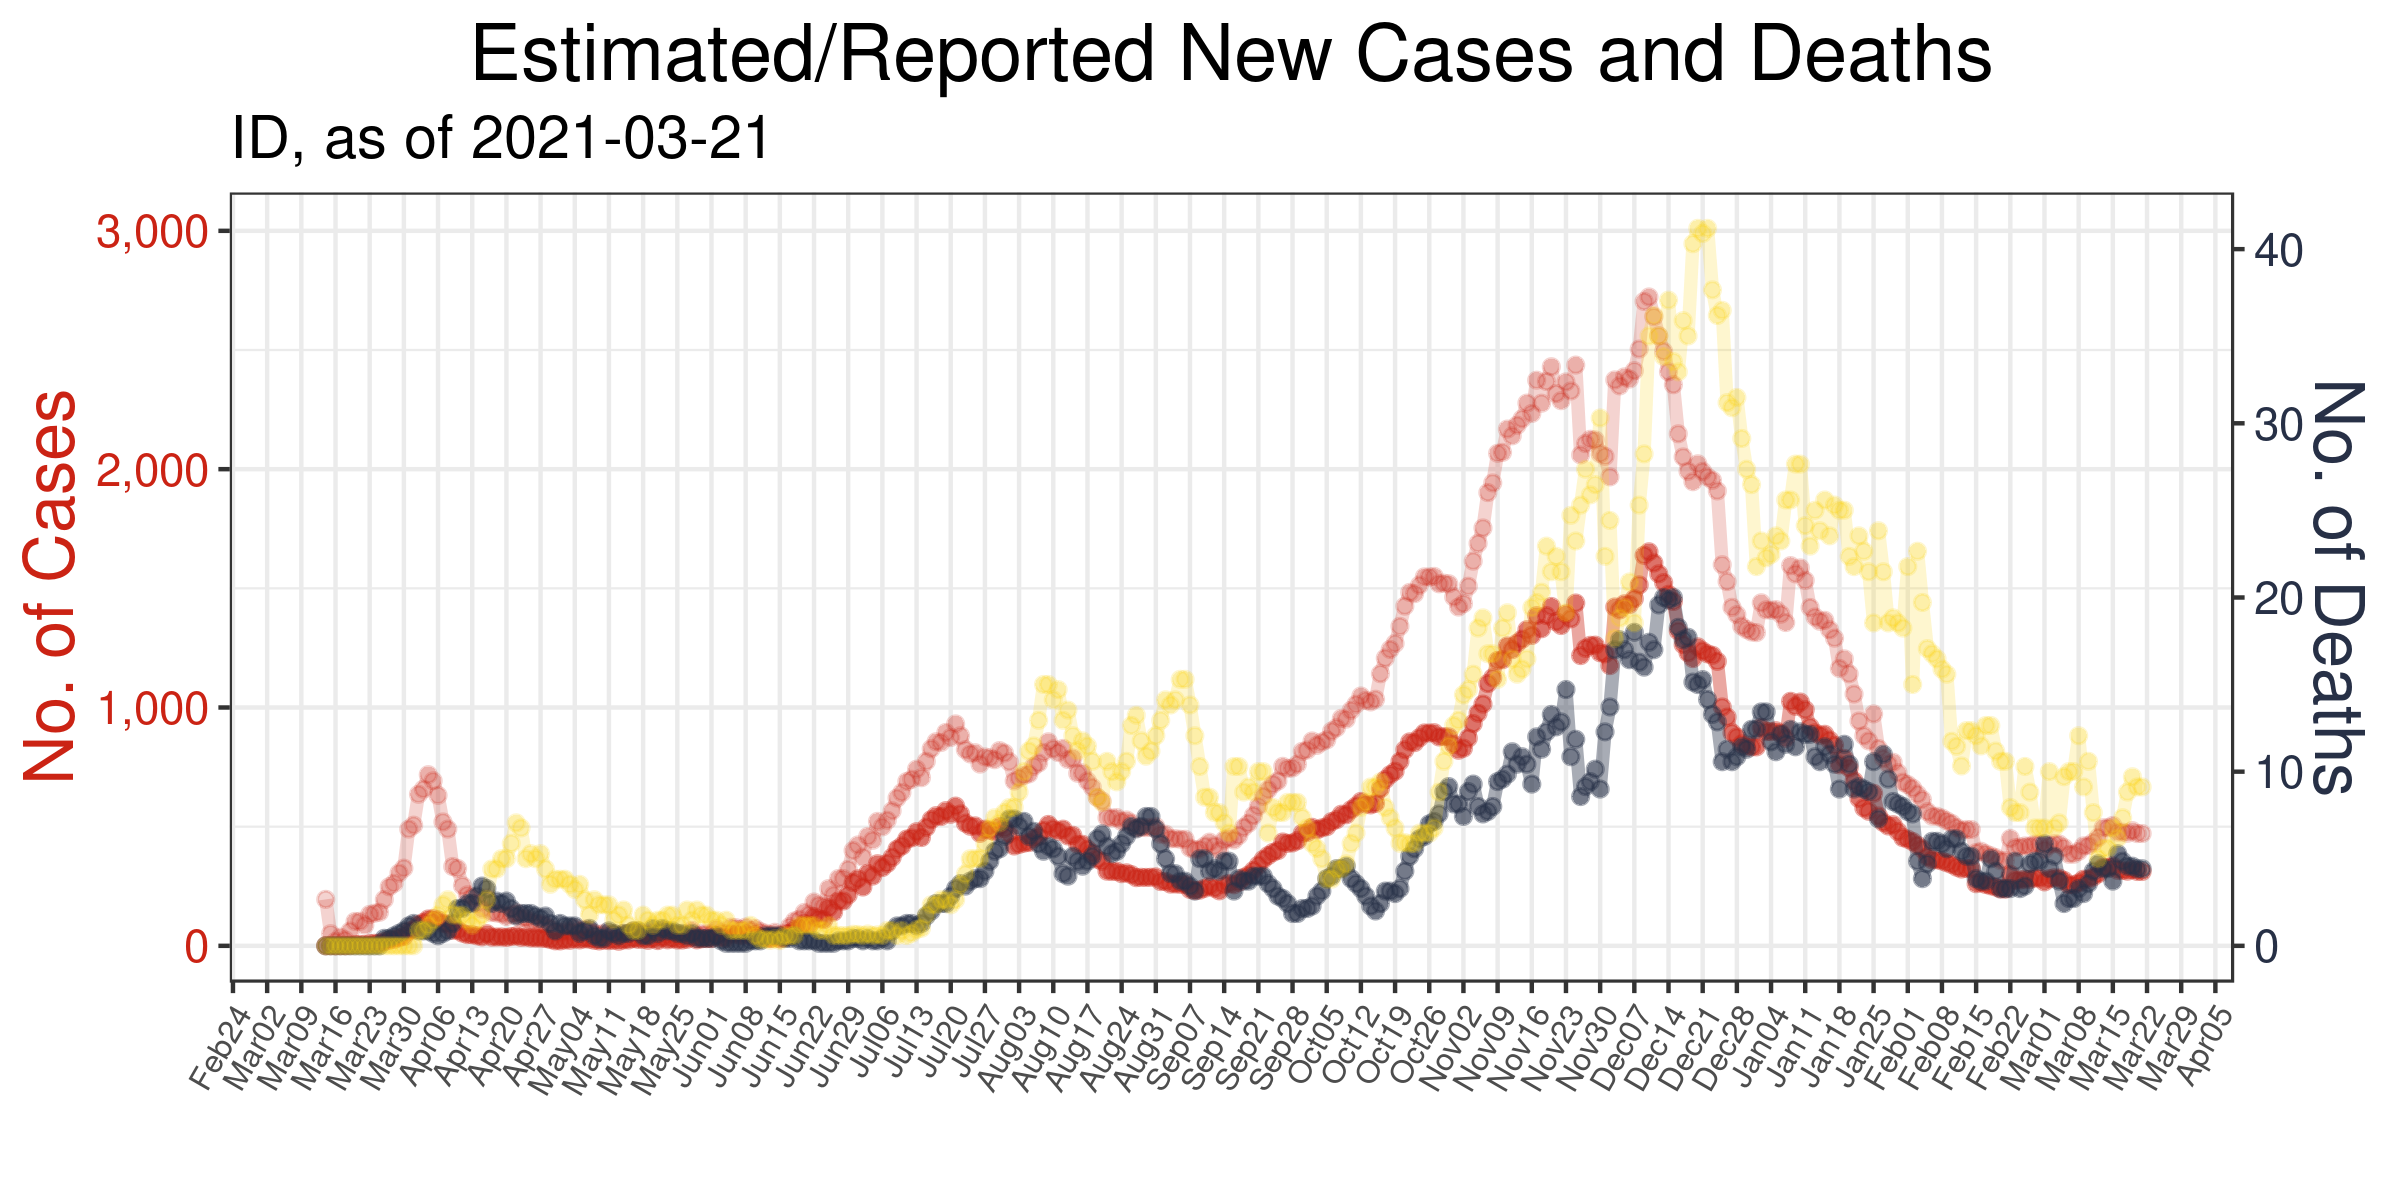 Estimated/Reported New Cases and Deaths
ID, as of 2021-03-21
No. of Cases
3,000
2,000
1,000
0
40
30
20
10
0
No. of Deaths
Feb24
Mar02
Mar09
Mar16
Mar23
Mar30
Apr06
Apr13
Apr20
Apr27
May04
May11
May18
May25
Jun01
Jun08
Jun15
Jun22
Jun29
Jul06
Jul13
Jul20
Jul27
Aug03
Aug10
Aug17
Aug24
Aug31
Sep07
Sep14
Sep21
Sep28
Oct05
Oct12
Oct19
Oct26
Nov02
Nov09
Nov16
Nov23
Nov30
Dec07
Dec14
Dec21
Dec28
Jan04
Jan11
Jan18
Jan25
Feb01
Feb08
Feb15
Feb22
Mar01
Mar08
Mar15
Mar22
Mar29
Apr05